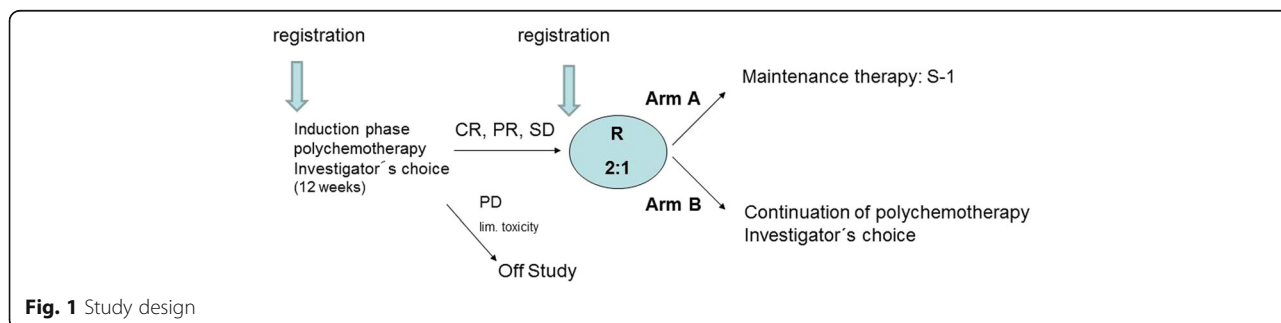 registration
registration
Induction phase
polychemotherapy
Investigator´s choice
(12 weeks)
CR, PR, SD
PD
lim. toxicity
Off Study
R
2:1
Arm A
Maintenance therapy: S-1
Arm B
Continuation of polychemotherapy
Investigator´s choice
Fig. 1 Study design